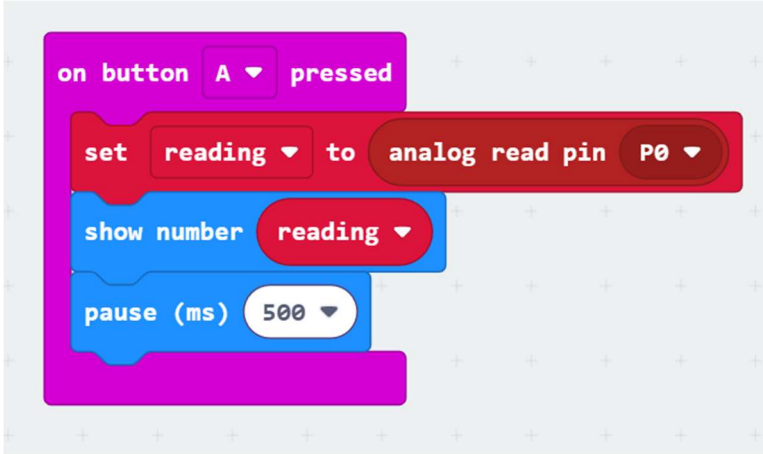 on button A pressed
set reading to analog read pin P0
show number reading
pause (ms) 500